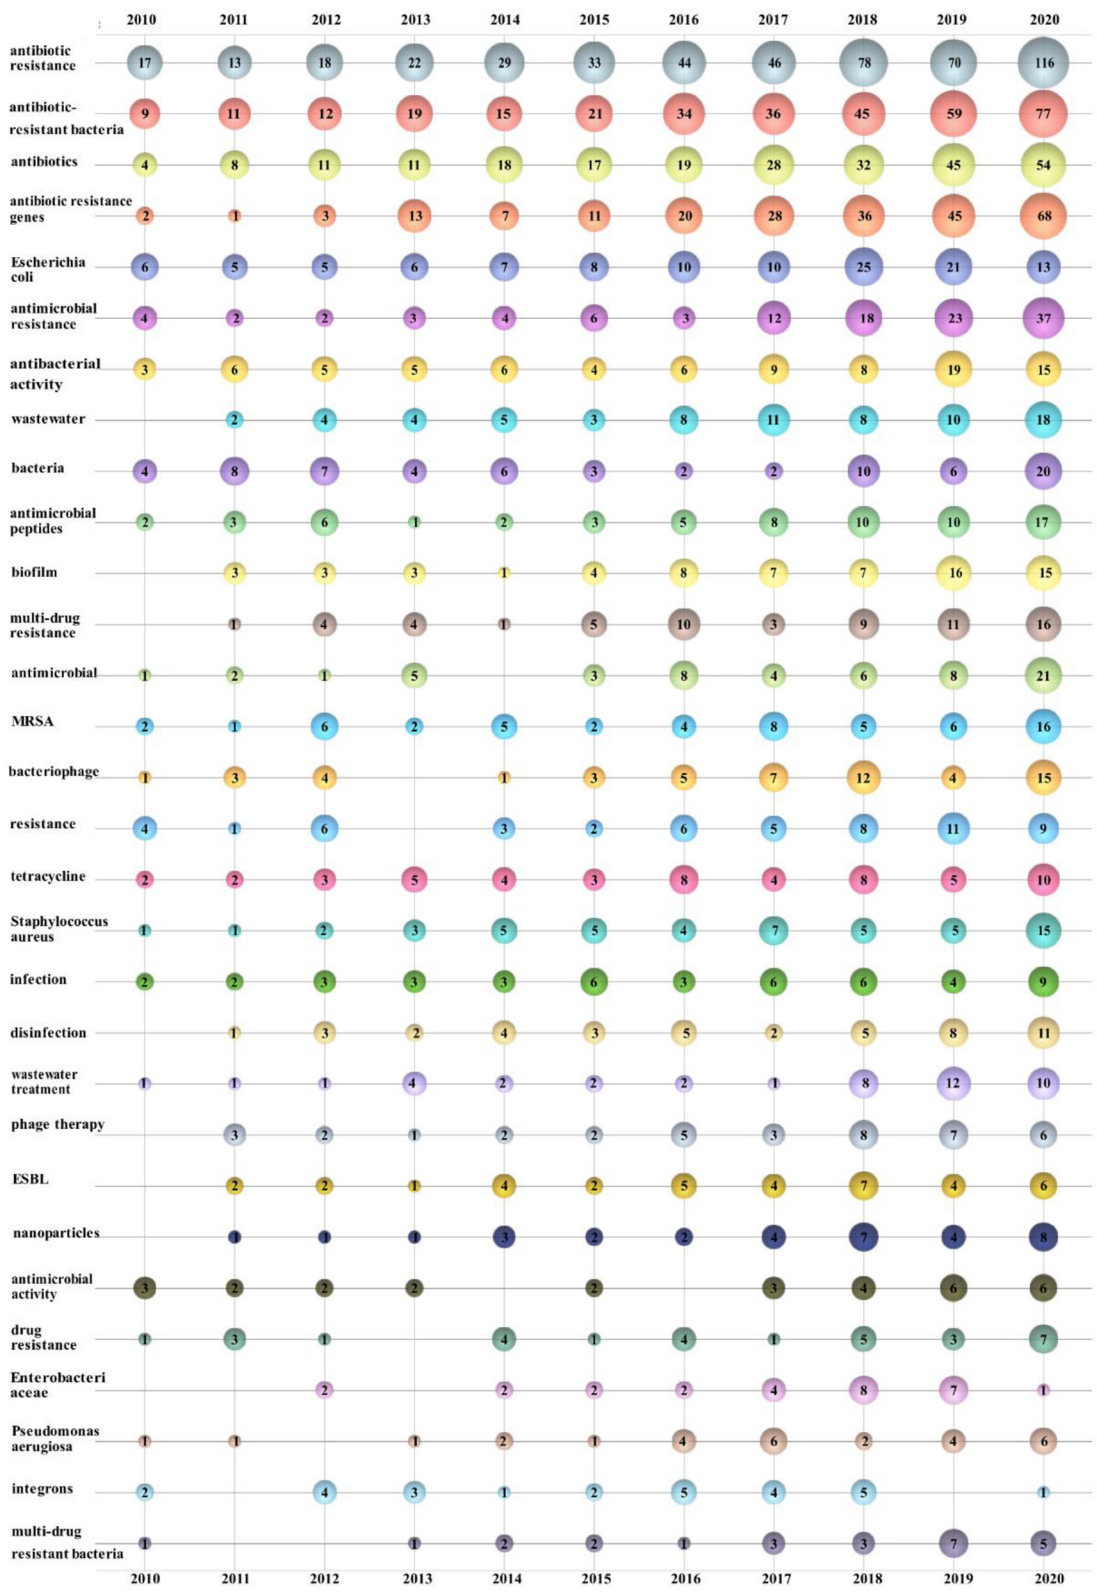 : 2010 2011 2012 2013 2014 2015 2016 2017 2018 2019 2020
antibiotic
resistance
17 13 18 22 29 33 44 46 78 70 116
antibiotic-
resistant bacteria
9 11 12 19 15 21 34 36 45 59 77
antibiotics 4 8 11 11 18 17 19 28 32 45 54
antibiotic resistance
genes
2 1 3 13 7 11 20 28 36 45 68
Escherichia
coli
6 5 5 6 7 8 10 10 25 21 13
antimicrobial
resistance
4 2 2 3 4 6 3 12 18 23 37
antibacterial
activity
3 6 5 5 6 4 6 9 8 19 15
wastewater 2 4 4 5 3 8 11 8 10 18
bacteria 4 8 7 4 6 3 2 2 10 6 20
antimicrobial
peptides
2 3 6 1 2 3 5 8 10 10 17
biofilm 3 3 3 1 4 8 7 7 16 15
multi-drug
resistance
1 4 4 1 5 10 3 9 11 16
antimicrobial 1 2 1 5 3 8 4 6 8 21
MRSA 2 1 6 2 5 2 4 8 5 6 16
bacteriophage 1 3 4 1 3 5 7 12 4 15
resistance 4 1 6 3 2 6 5 8 11 9
tetracycline 2 2 3 5 4 3 8 4 8 5 10
Staphylococcus
aureus
1 1 2 3 5 5 4 7 5 5 15
infection 2 2 3 3 3 6 3 6 6 4 9
disinfection 1 3 2 4 3 5 2 5 8 11
wastewater
treatment
1 1 1 4 2 2 2 1 8 12 10
phage therapy 3 2 1 2 2 5 3 8 7 6
ESBL 2 2 1 4 2 5 4 7 4 6
nanoparticles 1 1 1 3 2 2 4 7 4 8
antimicrobial
activity
3 2 2 2 2 3 4 6 6
drug
resistance
1 3 1 4 1 4 1 5 3 7
Enterobacteri
aceae
2 2 2 2 4 8 7 1
Pseudomonas
aerugiosa
1 1 1 2 1 4 6 2 4 6
integrons 2 4 3 1 2 5 4 5 1
multi-drug
resistant bacteria
1 1 2 2 1 3 3 7 5
2010 2011 2012 2013 2014 2015 2016 2017 2018 2019 2020